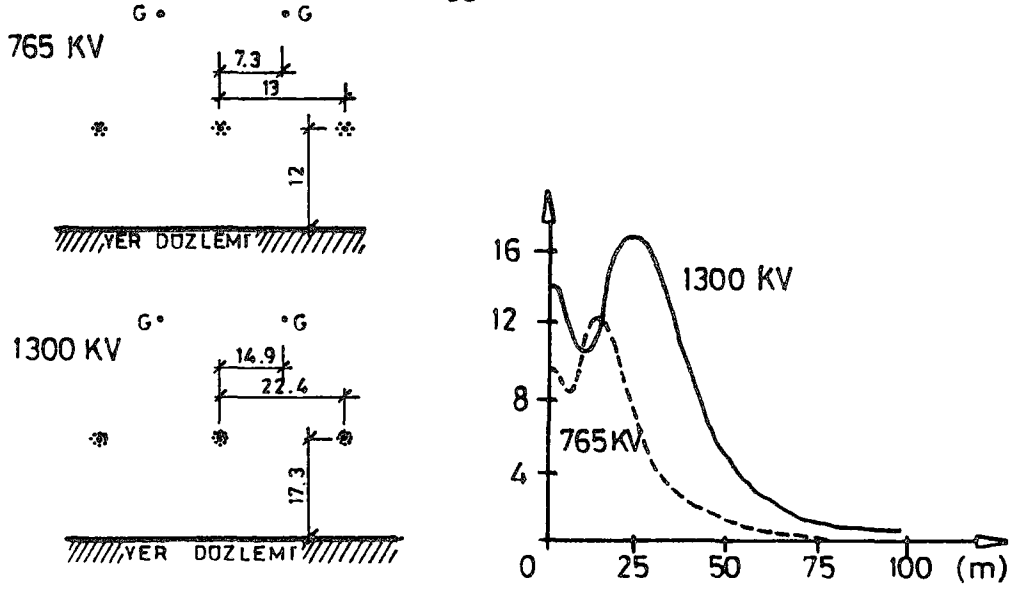 G G
765 KV
7.3
13
12
YER DÜZLEMİ
G G
1300 KV
14.9
22.4
17.3
YER DÜZLEMİ
16
12
8
4
1300 KV
765 KV
0 25 50 75 100 (m)